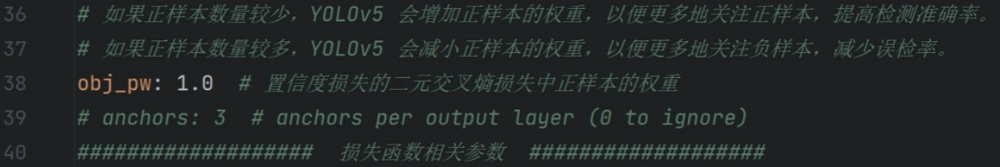 36 # 如果正样本数量较少，YOLOv5 会增加正样本的权重，以便更多地关注正样本，提高检测准确率。
37 # 如果正样本数量较多，YOLOv5 会减小正样本的权重，以便更多地关注负样本，减少误检率。
38 obj_pw: 1.0  # 置信度损失的二元交叉熵损失中正样本的权重
39 # anchors: 3  # anchors per output layer (0 to ignore)
40 ###################  损失函数相关参数  ###################